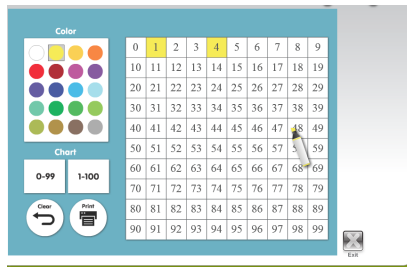 Color
0 1 2 3 4 5 6 7 8 9
10 11 12 13 14 15 16 17 18 19
20 21 22 23 24 25 26 27 28 29
30 31 32 33 34 35 36 37 38 39
40 41 42 43 44 45 46 47 48 49
50 51 52 53 54 55 56 57 59
60 61 62 63 64 65 66 67 68 69
70 71 72 73 74 75 76 77 78 79
80 81 82 83 84 85 86 87 88 89
90 91 92 93 94 95 96 97 98 99
Chart
0-99 1-100
Clear Print
Exit